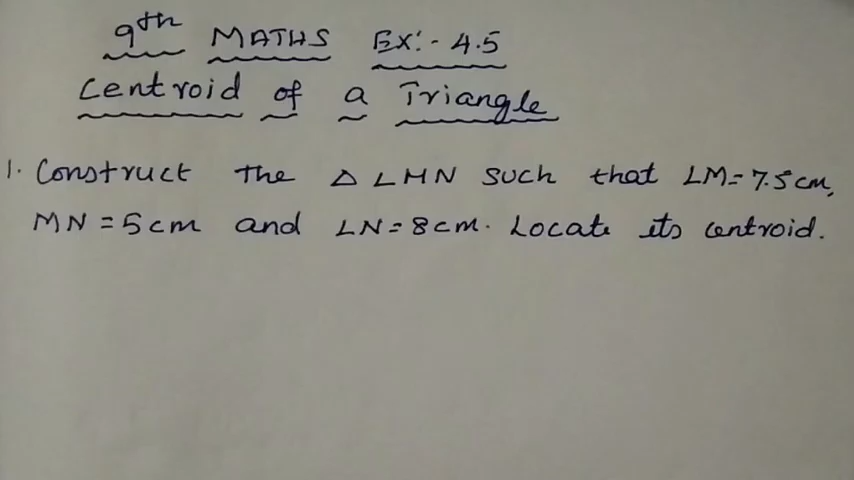 9th MATHS Ex:- 4.5
Centroid of a Triangle
1. Construct the △ LMN such that LM = 7.5cm,
MN = 5cm and LN = 8cm. Locate its centroid.